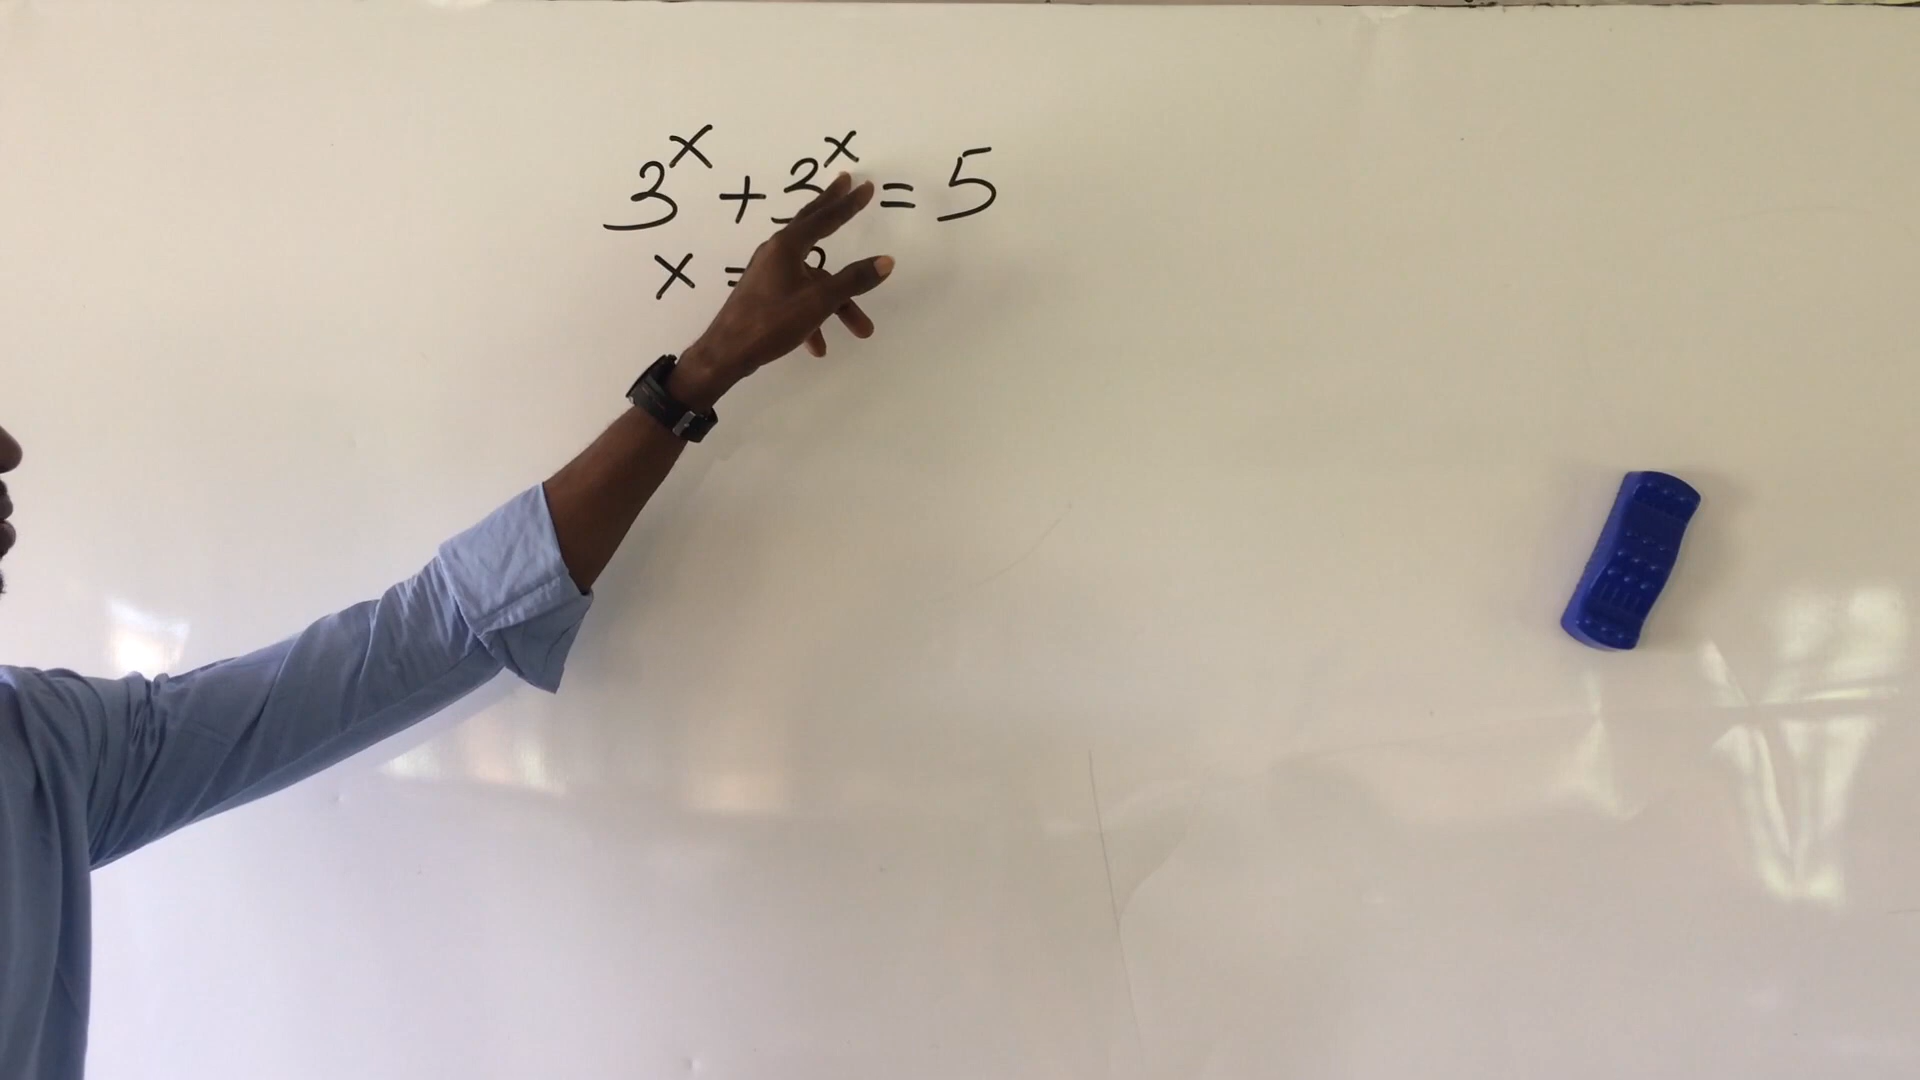 3^x + 3^x = 5
x =